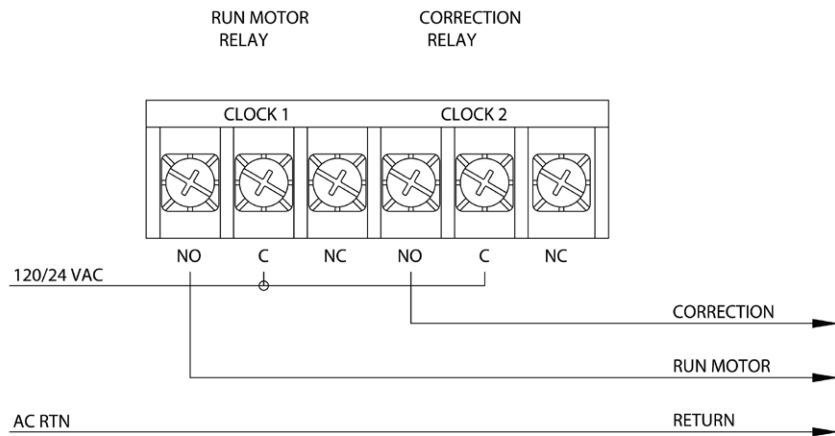 RUN MOTOR
RELAY
CORRECTION
RELAY
CLOCK 1
CLOCK 2
NO
C
NC
NO
C
NC
120/24 VAC
CORRECTION
RUN MOTOR
AC RTN
RETURN